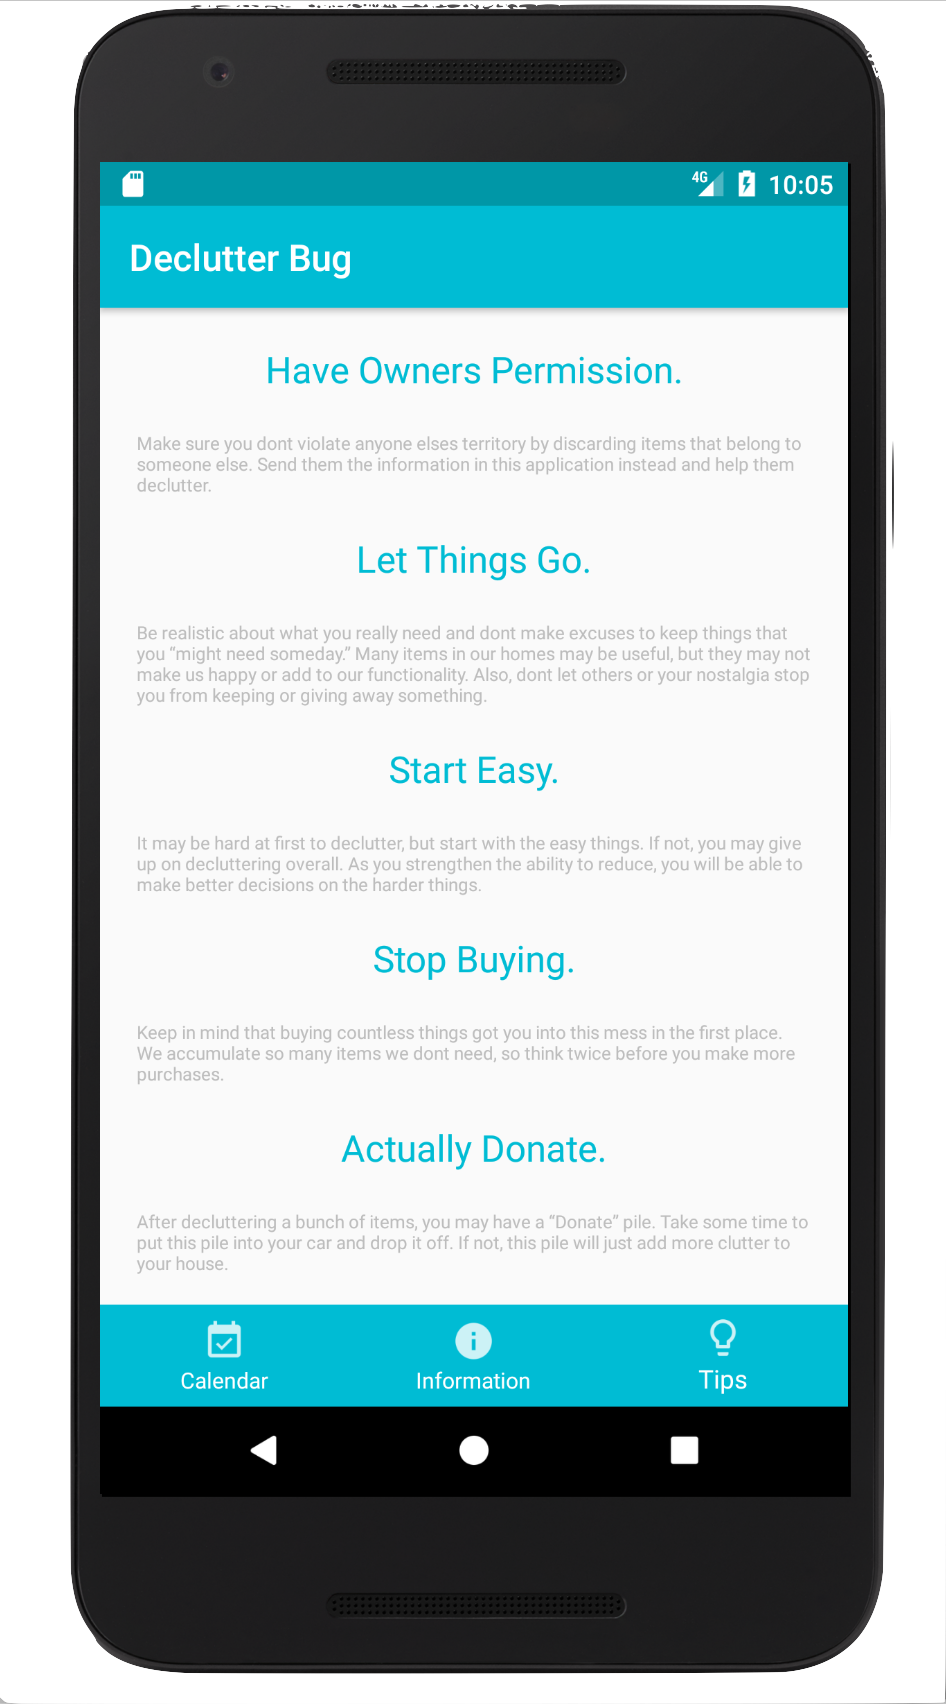 4G 10:05
Declutter Bug
Have Owners Permission.
Make sure you dont violate anyone elses territory by discarding items that belong to
someone else. Send them the information in this application instead and help them
declutter.
Let Things Go.
Be realistic about what you really need and dont make excuses to keep things that
you “might need someday.” Many items in our homes may be useful, but they may not
make us happy or add to our functionality. Also, dont let others or your nostalgia stop
you from keeping or giving away something.
Start Easy.
It may be hard at first to declutter, but start with the easy things. If not, you may give
up on decluttering overall. As you strengthen the ability to reduce, you will be able to
make better decisions on the harder things.
Stop Buying.
Keep in mind that buying countless things got you into this mess in the first place.
We accumulate so many items we dont need, so think twice before you make more
purchases.
Actually Donate.
After decluttering a bunch of items, you may have a “Donate” pile. Take some time to
put this pile into your car and drop it off. If not, this pile will just add more clutter to
your house.
Calendar Information Tips